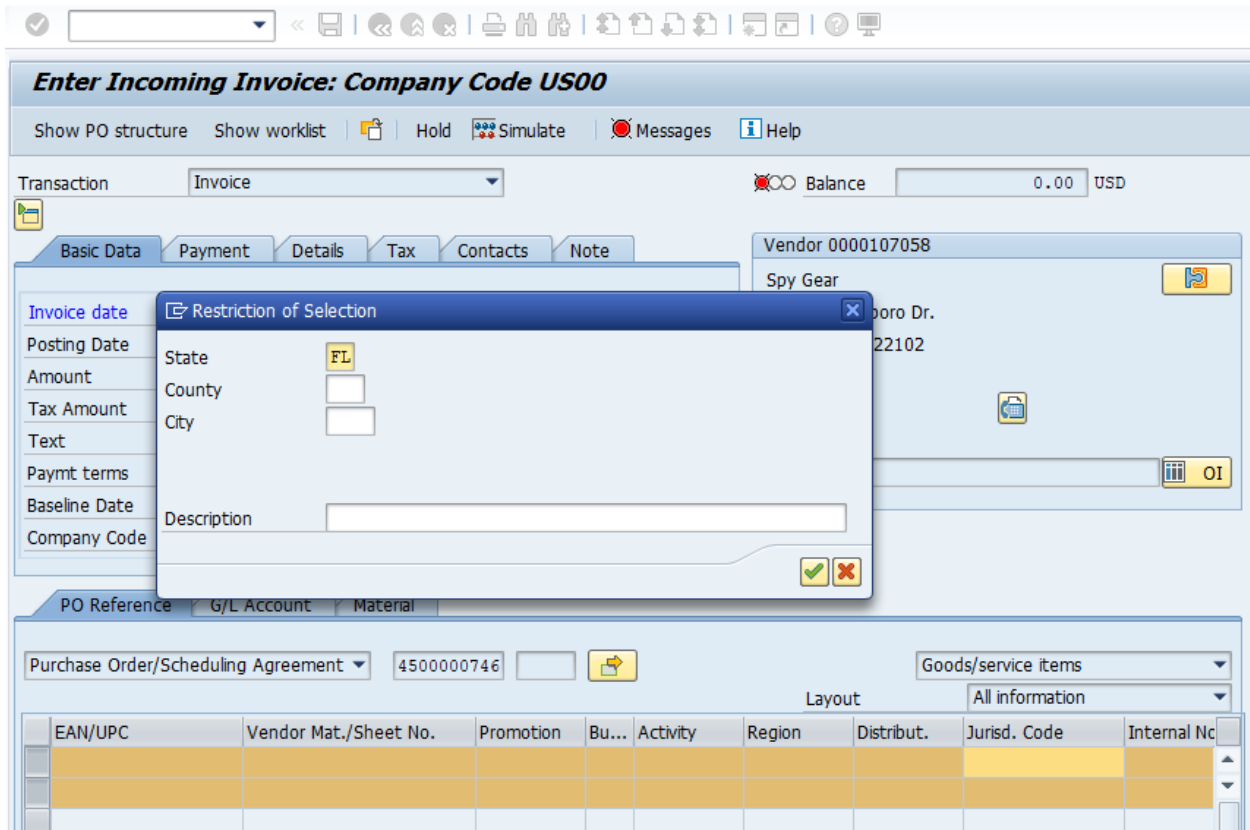 Enter Incoming Invoice: Company Code US00
Show PO structure Show worklist Hold Simulate Messages Help
Transaction Invoice Balance 0.00 USD
Basic Data Payment Details Tax Contacts Note
Vendor 0000107058
Spy Gear
Invoice date
Posting Date
Amount
Tax Amount
Text
Paymt terms
Baseline Date
Company Code
Restriction of Selection
State FL
County
City
Description
Dr.
22102
OI
PO Reference G/L Account Material
Purchase Order/Scheduling Agreement 4500000746 Goods/service items
Layout All information
EAN/UPC Vendor Mat./Sheet No. Promotion Bu... Activity Region Distribut. Jurisd. Code Internal